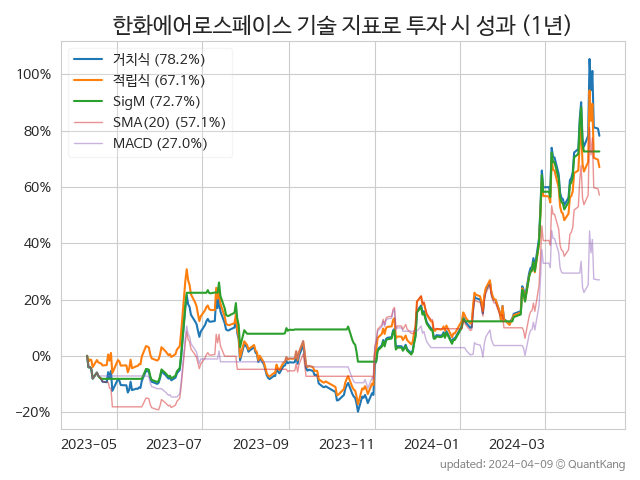 한화에어로스페이스 기술 지표로 투자 시 성과 (1년)
거치식 (78.2%)
적립식 (67.1%)
SigM (72.7%)
SMA(20) (57.1%)
MACD (27.0%)
100%
80%
60%
40%
20%
0%
−20%
2023-05 2023-07 2023-09 2023-11 2024-01 2024-03
updated: 2024-04-09 © QuantKang